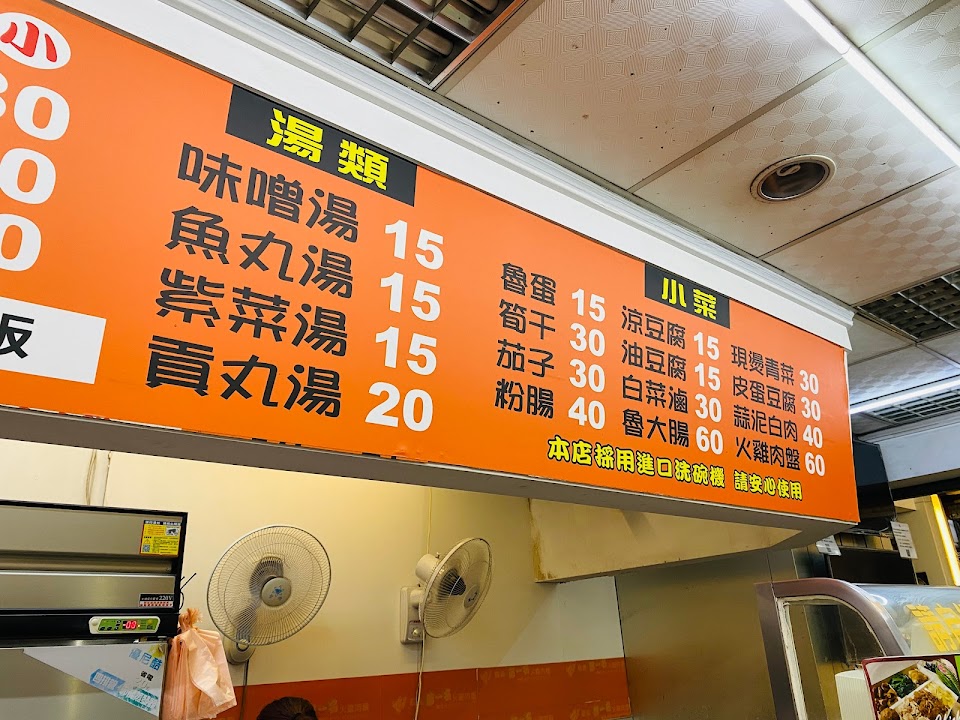 小
30
0
0
板
湯類
味噌湯 15
魚丸湯 15
紫菜湯 15
貢丸湯 20
小菜
魯蛋 15
筍干 30
茄子 30
粉腸 40
涼豆腐 15
油豆腐 15
白菜滷 30
魯大腸 60
現燙青菜 30
皮蛋豆腐 30
蒜泥白肉 40
火雞肉盤 60
本店採用進口洗碗機 請安心使用
220V